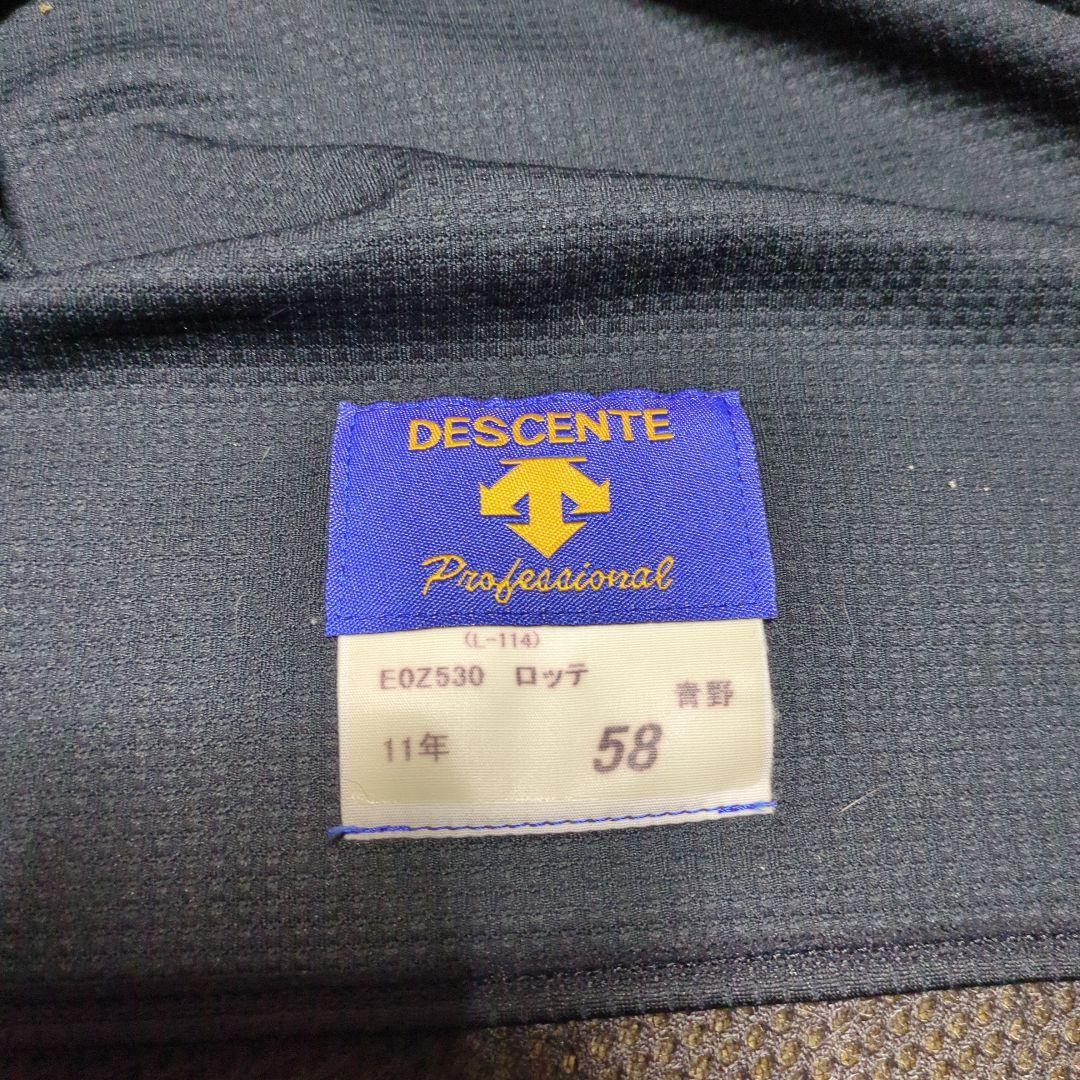 DESCENTE
Professional
(L-114)
E0Z530 ロッテ
青野
11年 58